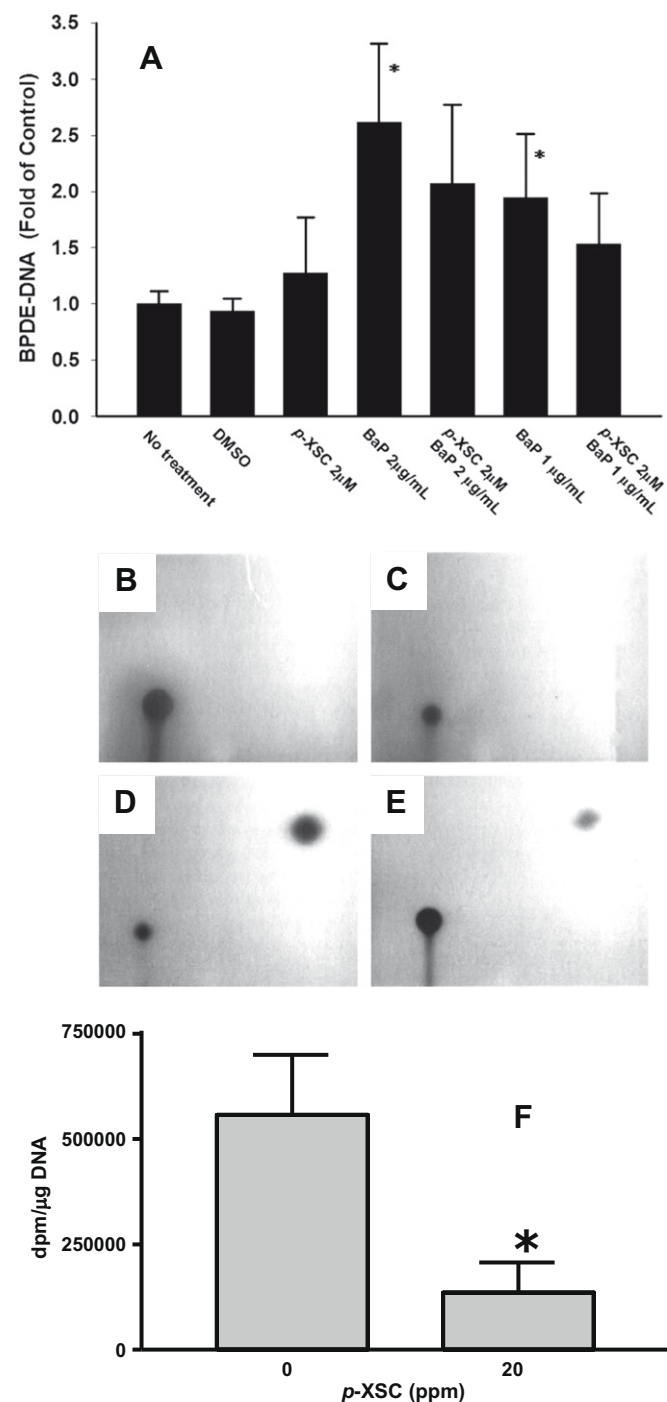 A
BPDE-DNA (Fold of Control)
3.5
3.0
2.5
2.0
1.5
1.0
0.5
0.0
*
*
No treatment
DMSO
p-XSC 2μM
BaP 2μg/mL
p-XSC 2μM
BaP 2 μg/mL
BaP 1 μg/mL
p-XSC 2μM
BaP 1 μg/mL
B
C
D
E
F
dpm/μg DNA
750000
500000
250000
0
*
0
20
p-XSC (ppm)